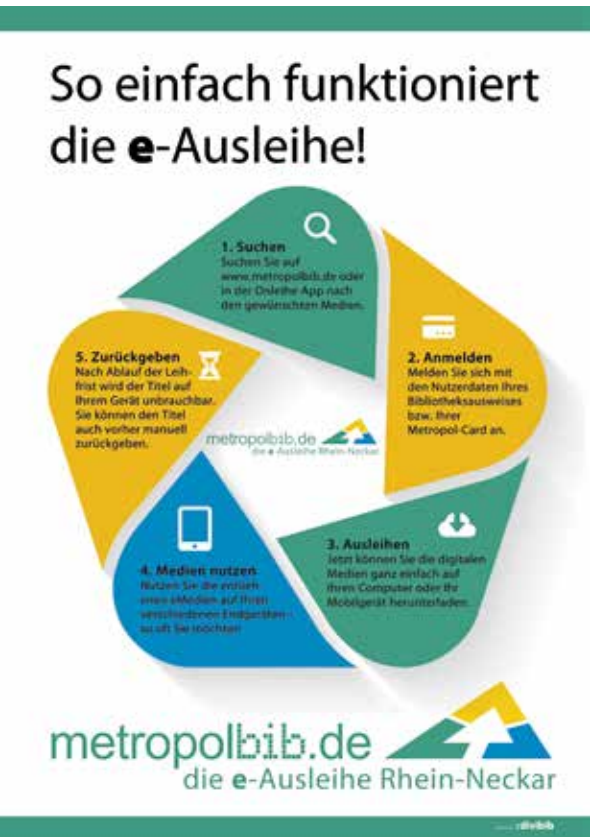 So einfach funktioniert
die e-Ausleihe!
1. Suchen
Suchen Sie auf
www.metropolbib.de oder
in der Onleihe-App nach
den gewünschten Medien.
2. Anmelden
Melden Sie sich mit
den Nutzerdaten Ihres
Bibliotheksausweises
bzw. Ihrer
Metropol-Card an.
3. Ausleihen
Jetzt können Sie die digitalen
Medien ganz einfach auf
Ihren Computer oder Ihr
Mobilgerät herunterladen.
4. Medien nutzen
Nutzen Sie die entlieh
enen eMedien auf Ihren
verschiedenen Endgeräten –
so oft Sie möchten
5. Zurückgeben
Nach Ablauf der Leih-
frist wird der Titel auf
Ihrem Gerät unbrauchbar.
Sie können den Titel
auch vorher manuell
zurückgeben.
metropolbib.de
die e-Ausleihe Rhein-Neckar
metropolbib.de
die e-Ausleihe Rhein-Neckar
divibib